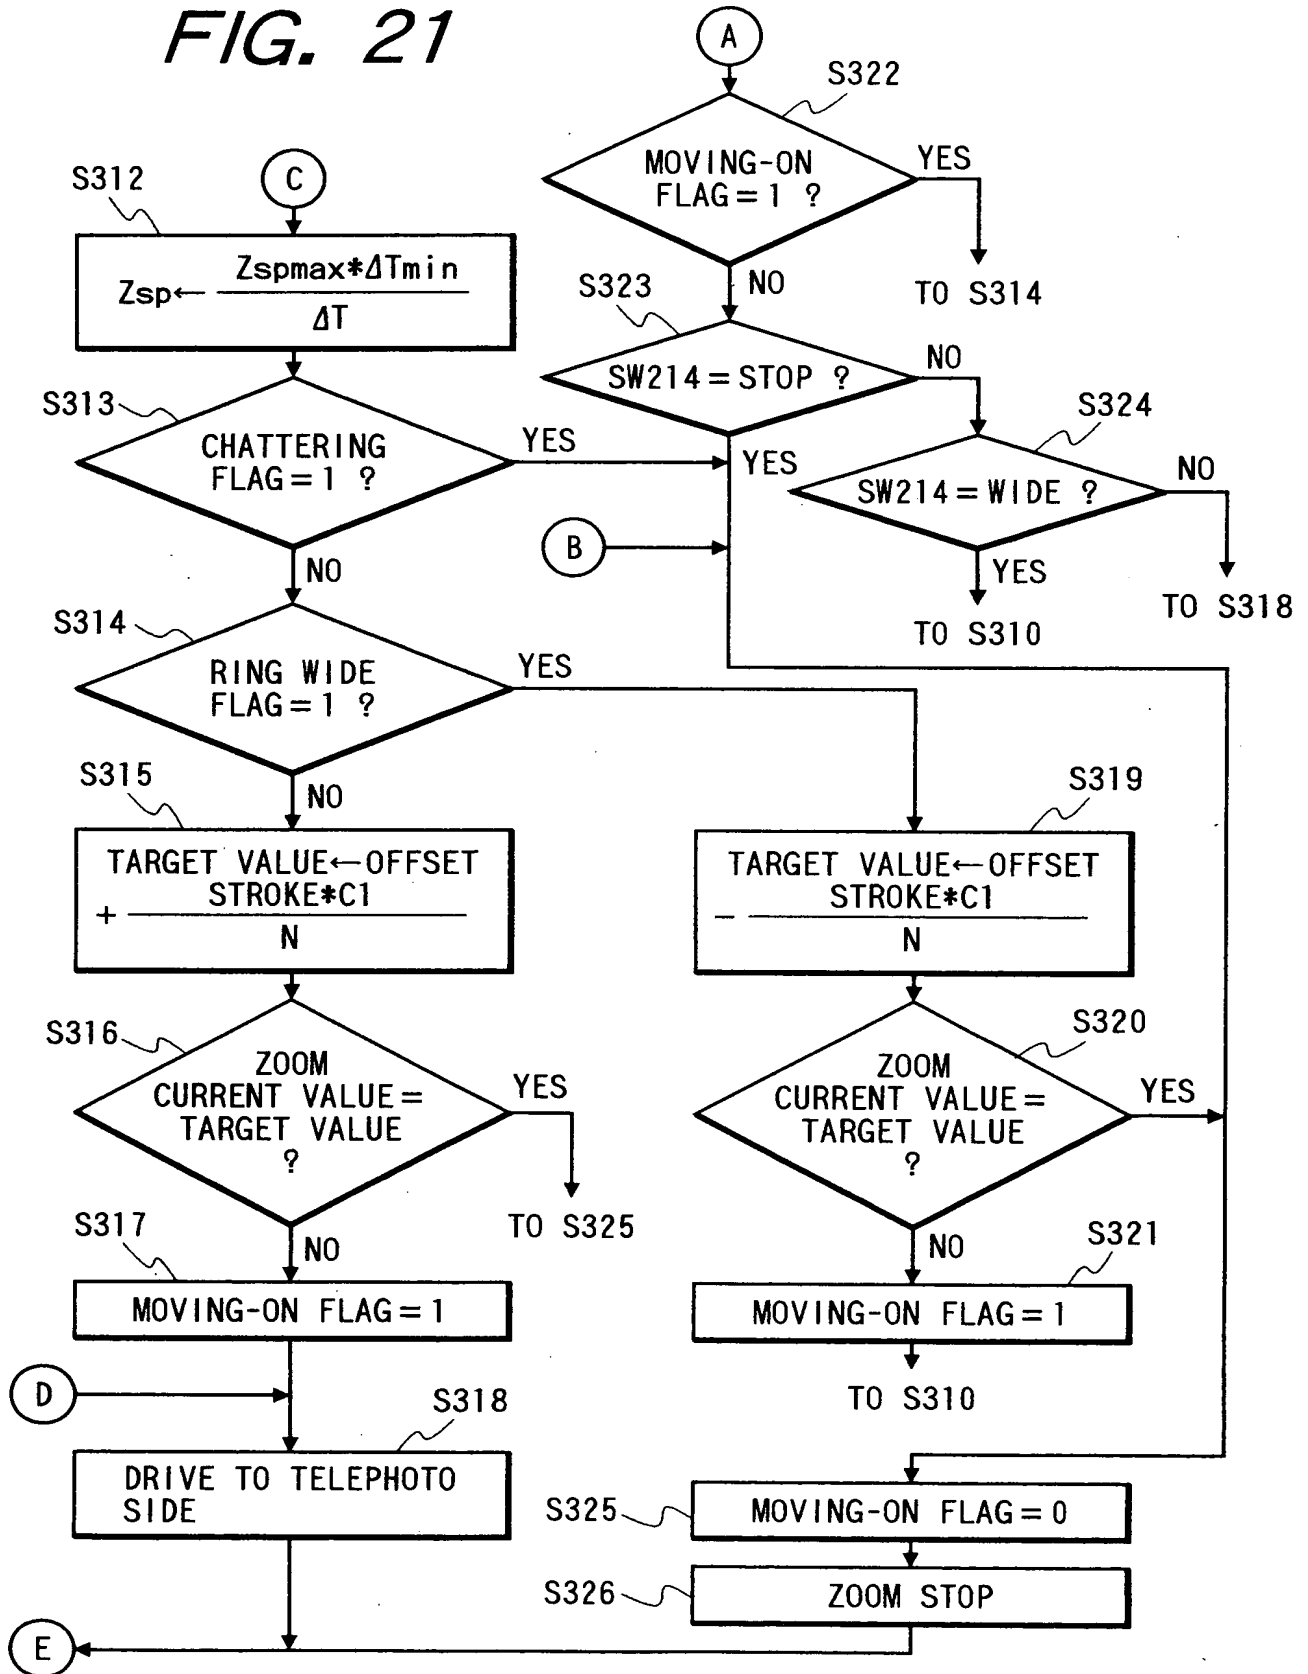 FIG. 21
A
S322
MOVING-ON
FLAG=1 ?
YES
TO S314
NO
S323
SW214=STOP ?
NO
YES
S324
SW214=WIDE ?
NO
TO S318
YES
TO S310
B
C
S312
Zsp← Zspmax*ΔTmin
ΔT
S313
CHATTERING
FLAG=1 ?
YES
NO
S314
RING WIDE
FLAG=1 ?
YES
NO
S315
TARGET VALUE←OFFSET
STROKE*C1
+
N
S316
ZOOM
CURRENT VALUE=
TARGET VALUE
?
YES
TO S325
NO
S317
MOVING-ON FLAG=1
D
S318
DRIVE TO TELEPHOTO
SIDE
S319
TARGET VALUE←OFFSET
STROKE*C1
-
N
S320
ZOOM
CURRENT VALUE=
TARGET VALUE
?
YES
NO
S321
MOVING-ON FLAG=1
TO S310
S325
MOVING-ON FLAG=0
S326
ZOOM STOP
E